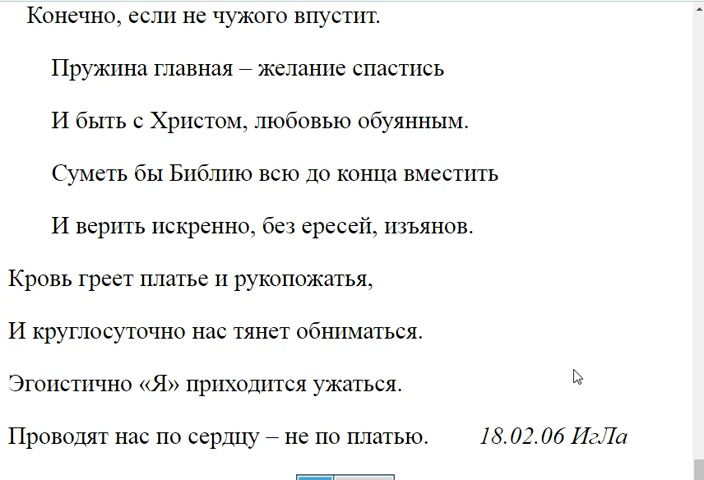 Конечно, если не чужого впустит.
Пружина главная – желание спастись
И быть с Христом, любовью обуянным.
Суметь бы Библию всю до конца вместить
И верить искренно, без ересей, изъянов.
Кровь греет платье и рукопожатья,
И круглосуточно нас тянет обниматься.
Эгоистично «Я» приходится ужаться.
Проводят нас по сердцу – не по платью. 18.02.06 ИгЛа